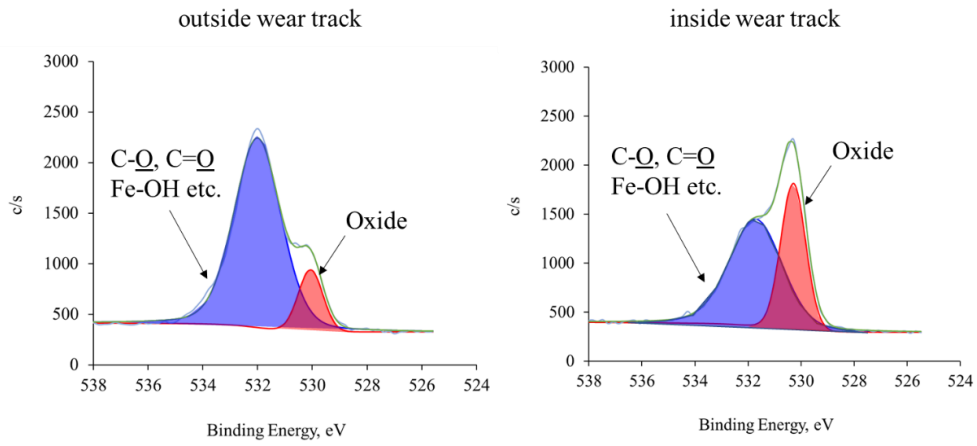 outside wear track
3000
2500
2000
1500
1000
500
0
c/s
C-O, C=O
Fe-OH etc.
Oxide
538 536 534 532 530 528 526 524
Binding Energy, eV
inside wear track
3000
2500
2000
1500
1000
500
0
c/s
C-O, C=O
Fe-OH etc.
Oxide
538 536 534 532 530 528 526 524
Binding Energy, eV